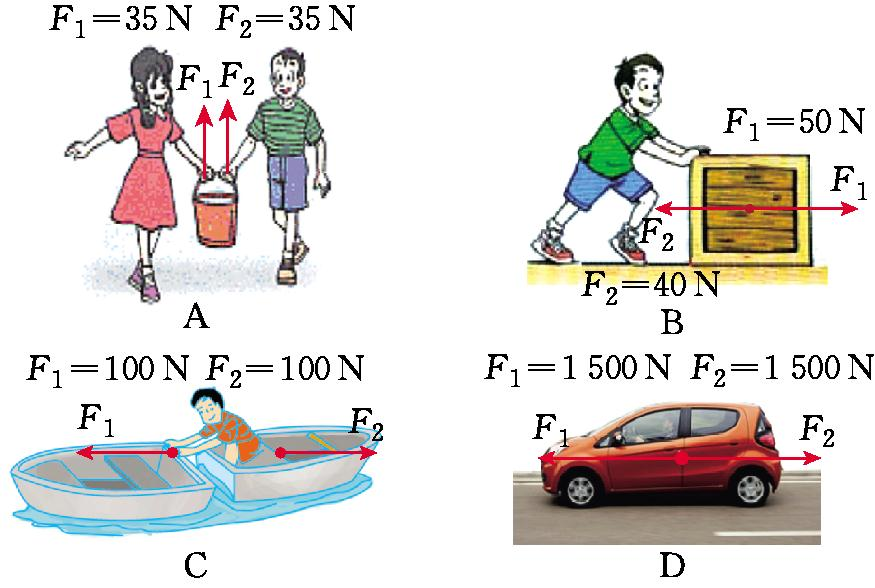 F₁=35 N F₂=35 N
F₁ F₂
A
F₁=50 N
F₁
F₂
F₂=40 N
B
F₁=100 N F₂=100 N
F₁
F₂
C
F₁=1 500 N F₂=1 500 N
F₁
F₂
D